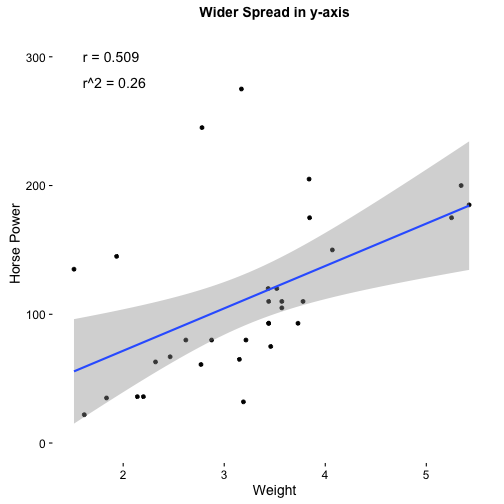 Wider Spread in y-axis
r = 0.509
r^2 = 0.26
300
200
100
0
Horse Power
2 3 4 5
Weight